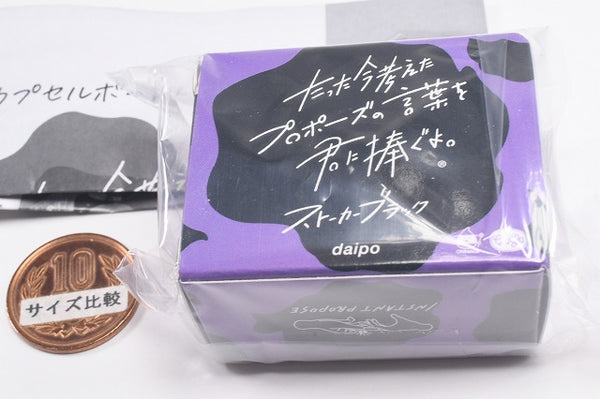 カプセルボー
たった今考えた
プロポーズの言葉を
君に捧ぐよ。
®
ストーカーブラック
daipo
INSTANT PROPOSE
10
サイズ比較